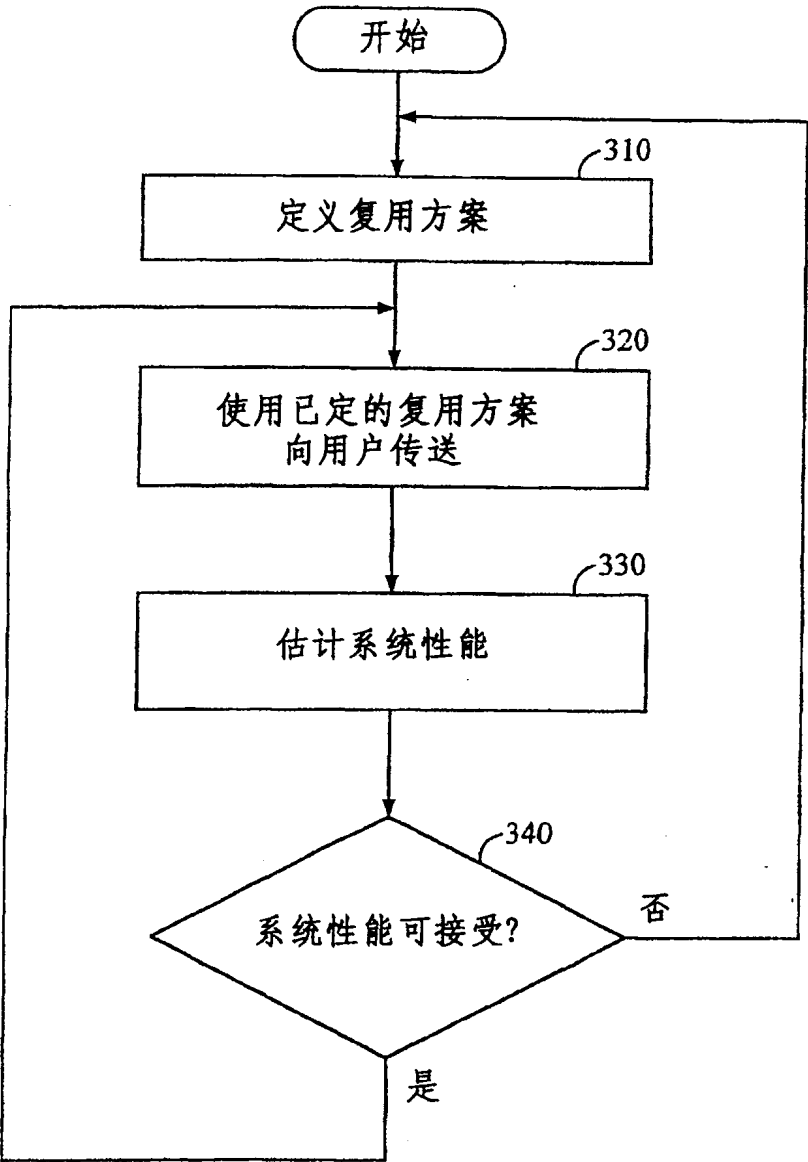 开始
310
定义复用方案
320
使用已定的复用方案
向用户传送
330
估计系统性能
340
系统性能可接受?
否
是